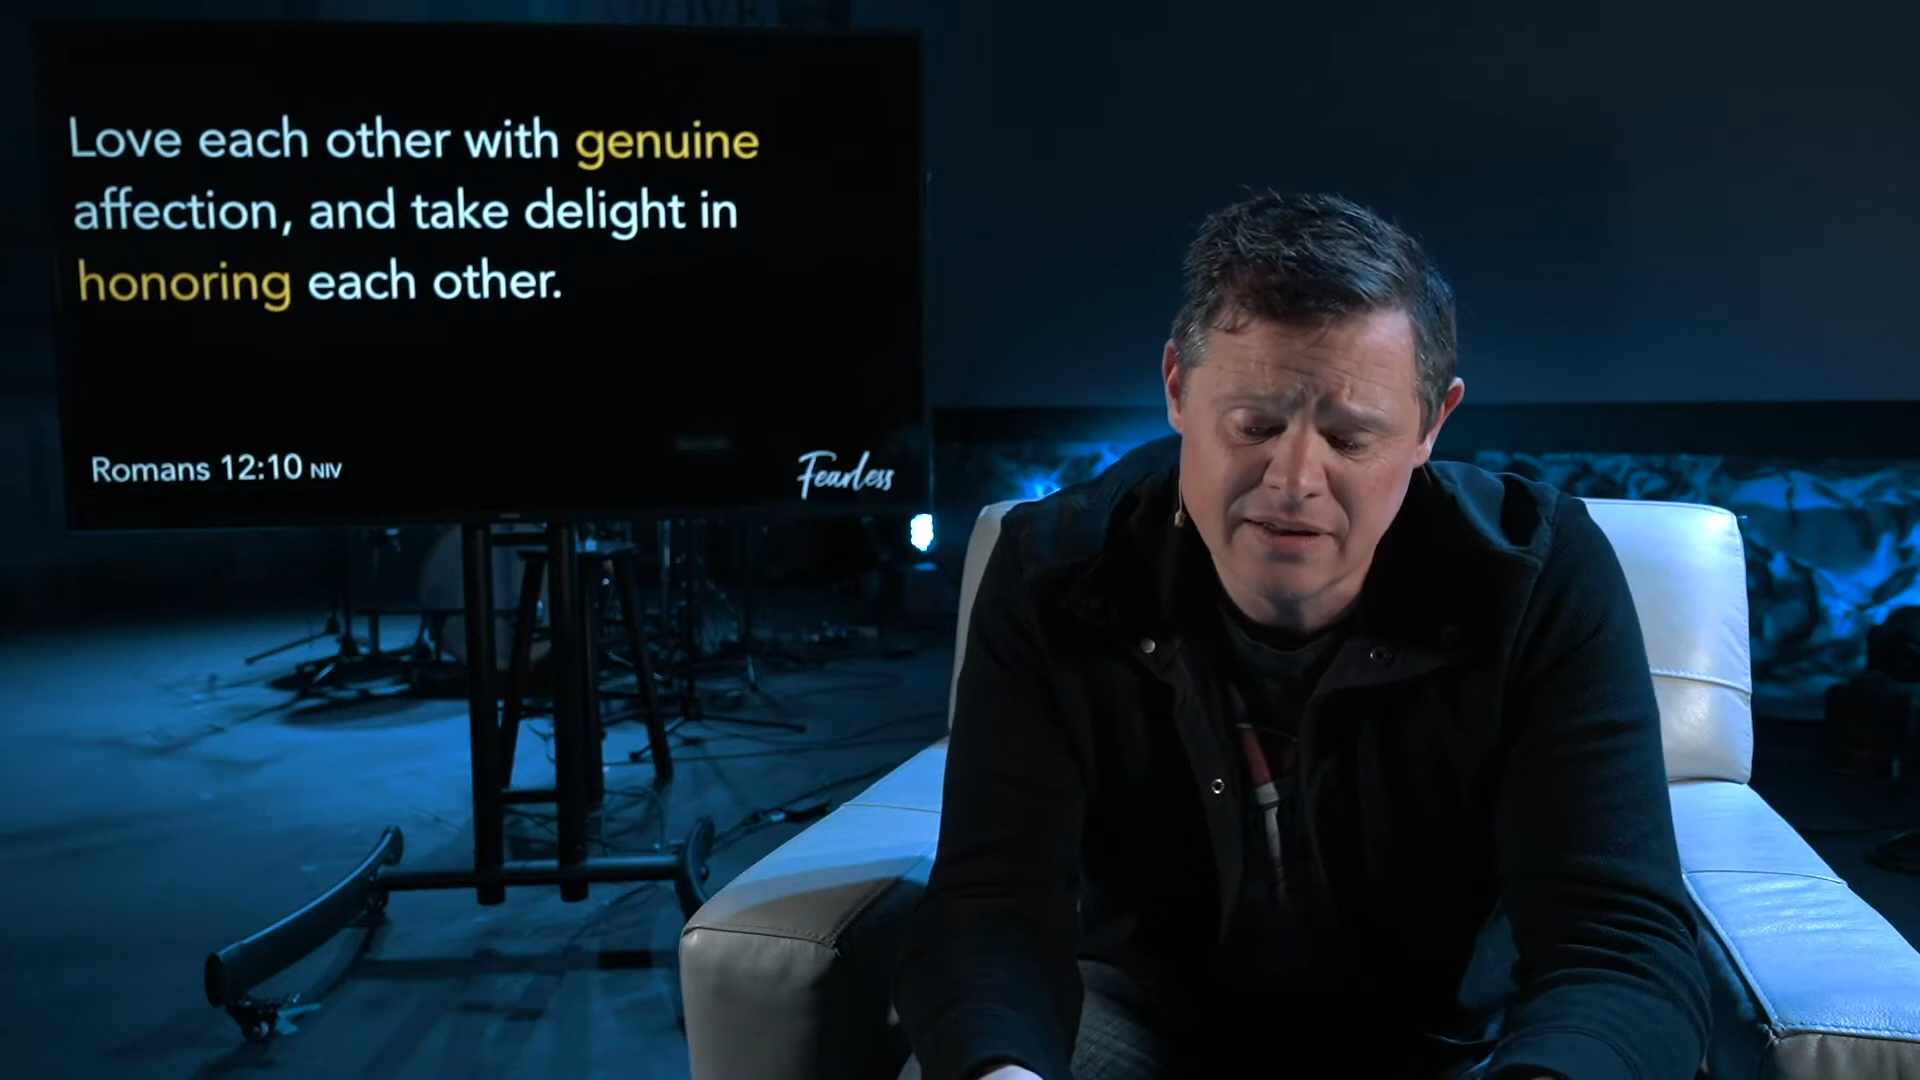 Love each other with genuine
affection, and take delight in
honoring each other.
Romans 12:10 NIV
Fearless